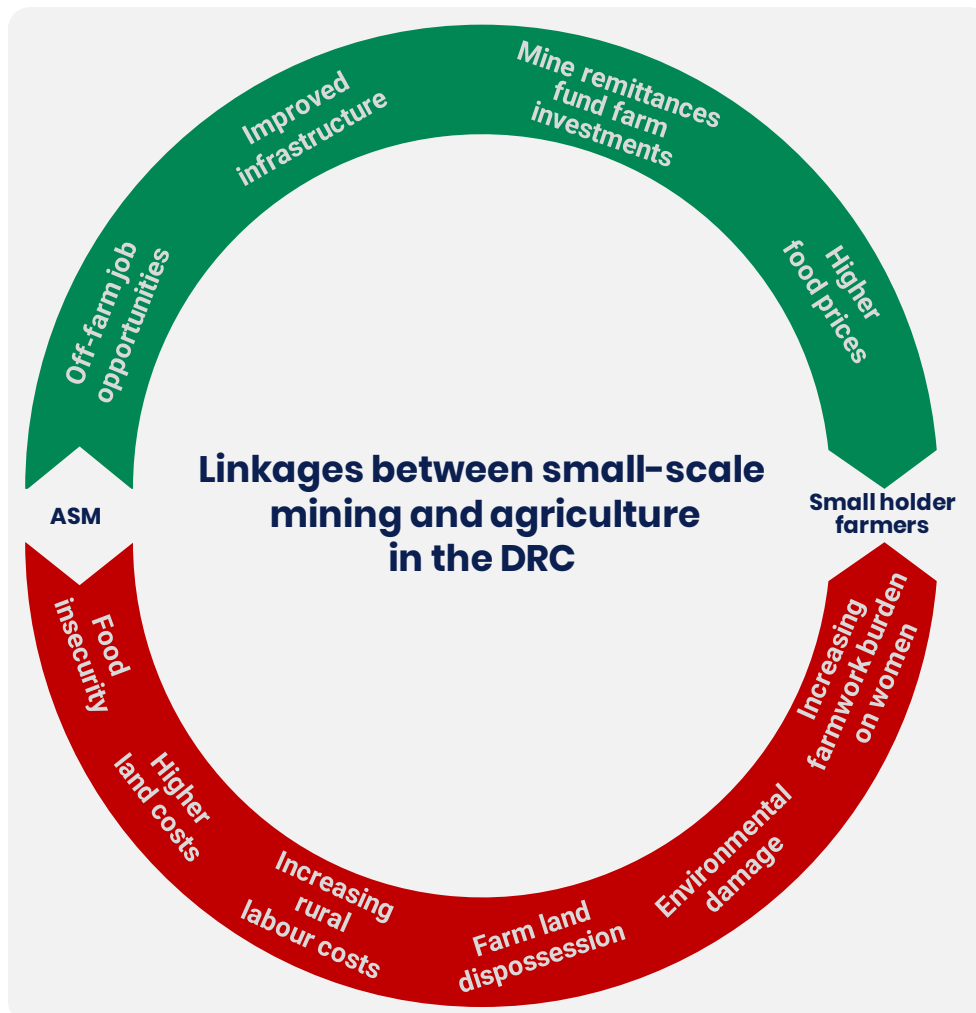 Improved
infrastructure
Mine remittances
fund farm
investments
Off-farm job
opportunities
Higher
food prices
Linkages between small-scale
mining and agriculture
in the DRC
ASM
Small holder
farmers
Food
insecurity
Higher
land costs
Increasing
rural
labour costs
Farm land
dispossession
Environmental
damage
Increasing
farmwork burden
on women